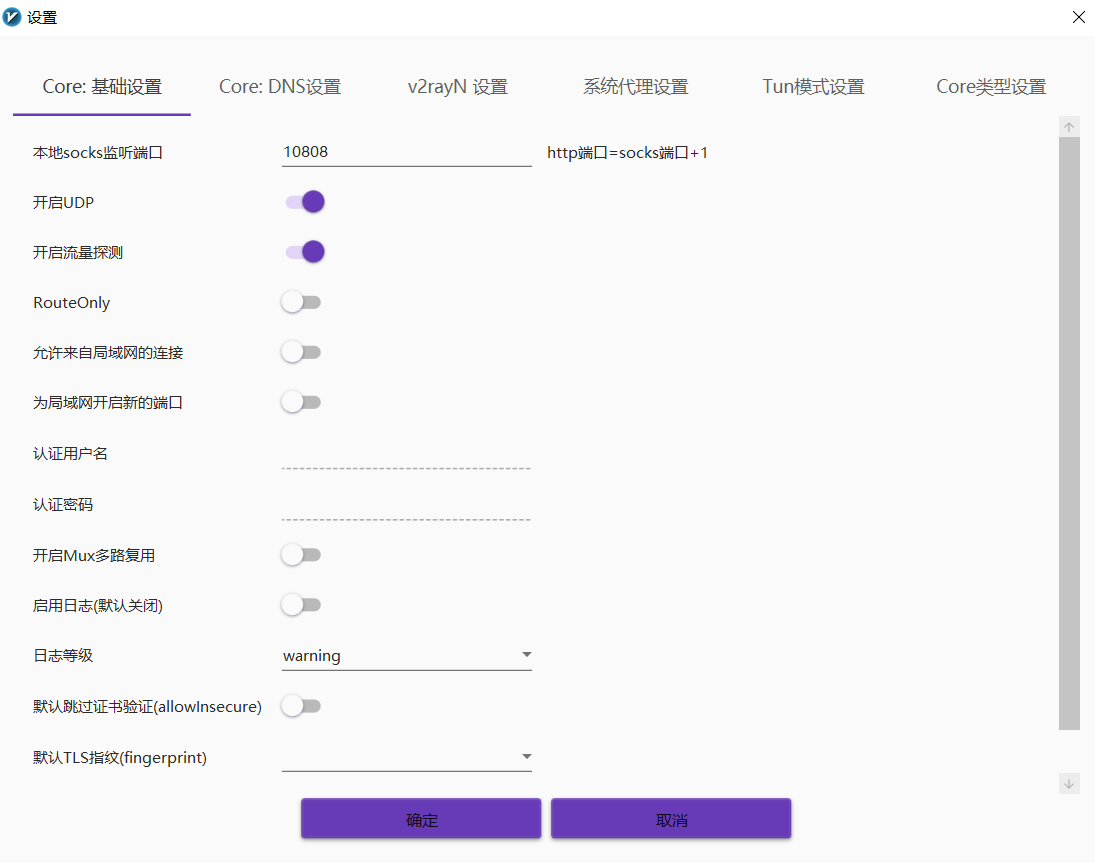 设置
Core: 基础设置 Core: DNS设置 v2rayN 设置 系统代理设置 Tun模式设置 Core类型设置
本地socks监听端口 10808 http端口=socks端口+1
开启UDP
开启流量探测
RouteOnly
允许来自局域网的连接
为局域网开启新的端口
认证用户名
认证密码
开启Mux多路复用
启用日志(默认关闭)
日志等级 warning
默认跳过证书验证(allowInsecure)
默认TLS指纹(fingerprint)
确定 取消